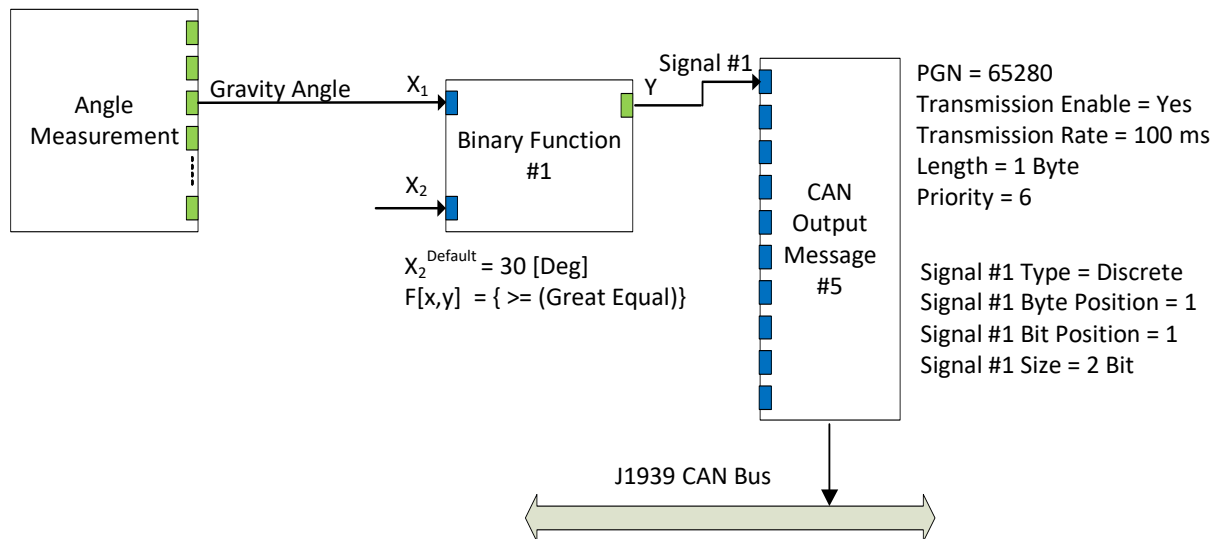 Angle
Measurement
Gravity Angle
X1
X2
Binary Function
#1
Y
Signal #1
X2Default = 30 [Deg]
F[x,y] = { >= (Great Equal)}
CAN
Output
Message
#5
PGN = 65280
Transmission Enable = Yes
Transmission Rate = 100 ms
Length = 1 Byte
Priority = 6
Signal #1 Type = Discrete
Signal #1 Byte Position = 1
Signal #1 Bit Position = 1
Signal #1 Size = 2 Bit
J1939 CAN Bus